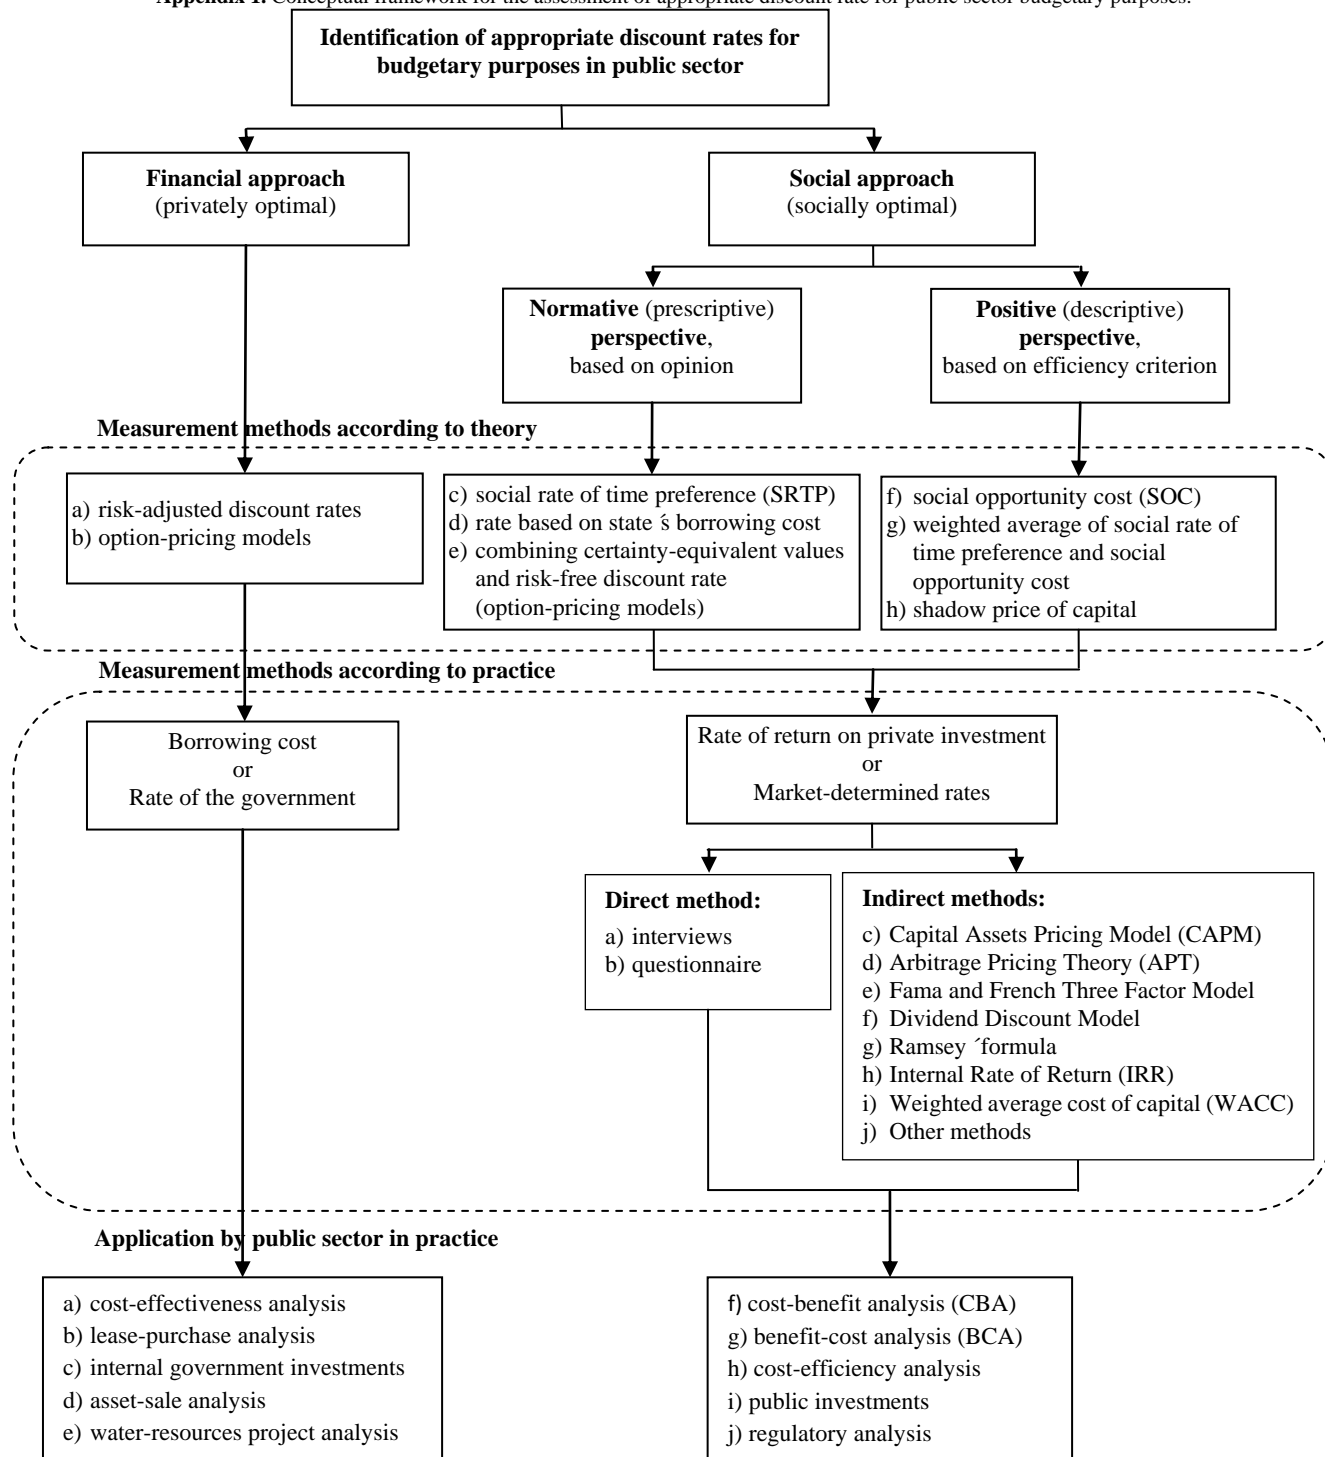 Appendix 1. Conceptual framework for the assessment of appropriate discount rate for public sector budgetary purposes.
Identification of appropriate discount rates for
budgetary purposes in public sector
Financial approach
(privately optimal)
Social approach
(socially optimal)
Normative (prescriptive)
perspective,
based on opinion
Positive (descriptive)
perspective,
based on efficiency criterion
Measurement methods according to theory
a) risk-adjusted discount rates
b) option-pricing models
c) social rate of time preference (SRTP)
d) rate based on state ´s borrowing cost
e) combining certainty-equivalent values
and risk-free discount rate
(option-pricing models)
f) social opportunity cost (SOC)
g) weighted average of social rate of
time preference and social
opportunity cost
h) shadow price of capital
Measurement methods according to practice
Borrowing cost
or
Rate of the government
Rate of return on private investment
or
Market-determined rates
Direct method:
a) interviews
b) questionnaire
Indirect methods:
c) Capital Assets Pricing Model (CAPM)
d) Arbitrage Pricing Theory (APT)
e) Fama and French Three Factor Model
f) Dividend Discount Model
g) Ramsey ´formula
h) Internal Rate of Return (IRR)
i) Weighted average cost of capital (WACC)
j) Other methods
Application by public sector in practice
a) cost-effectiveness analysis
b) lease-purchase analysis
c) internal government investments
d) asset-sale analysis
e) water-resources project analysis
f) cost-benefit analysis (CBA)
g) benefit-cost analysis (BCA)
h) cost-efficiency analysis
i) public investments
j) regulatory analysis